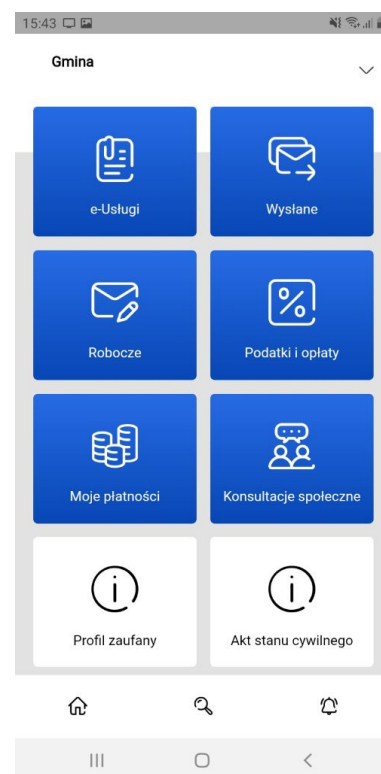 15:43
Gmina
e-Usługi
Wysłane
Robocze
Podatki i opłaty
Moje płatności
Konsultacje społeczne
Profil zaufany
Akt stanu cywilnego